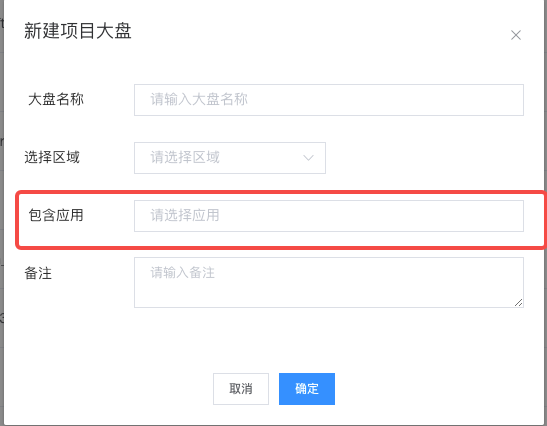 新建项目大盘
大盘名称 请输入大盘名称
选择区域 请选择区域
包含应用 请选择应用
备注 请输入备注
取消 确定